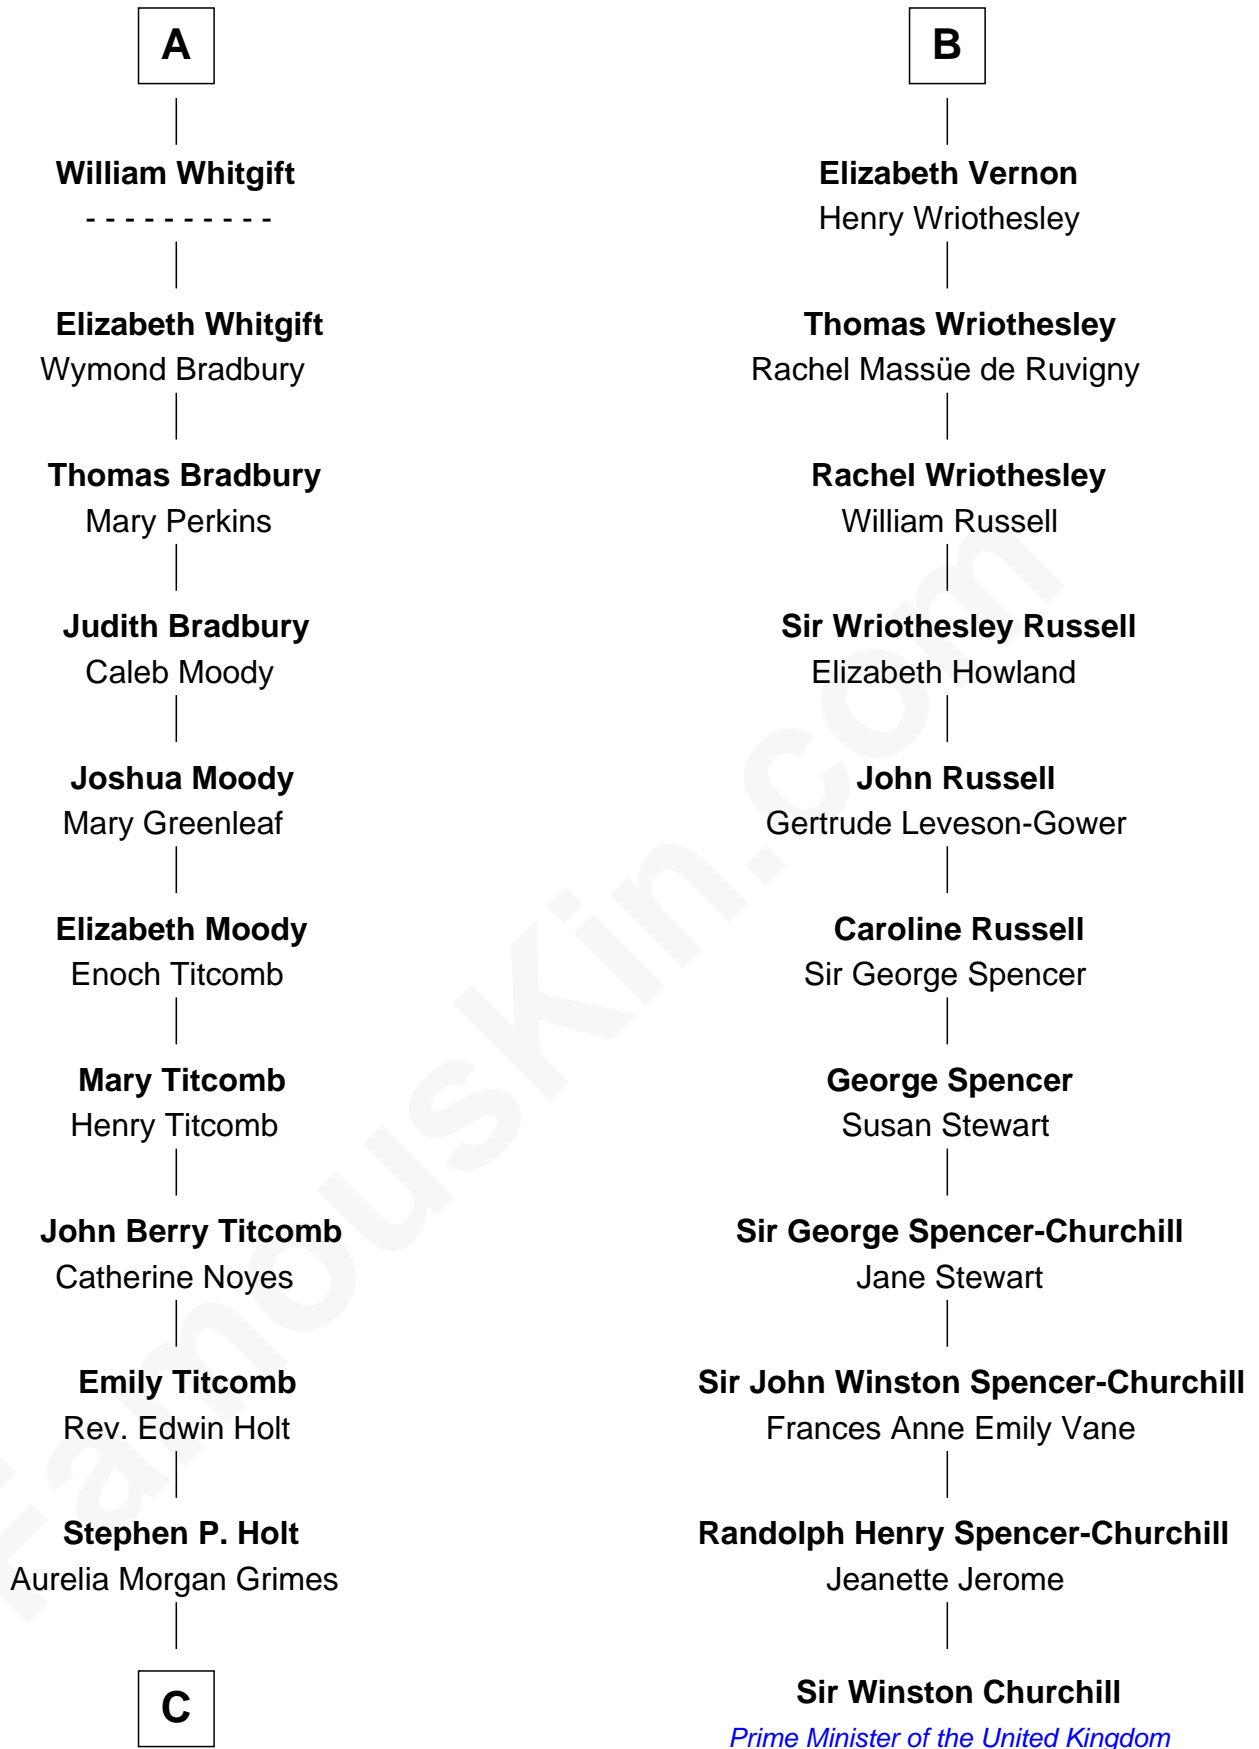 A
William Whitgift
- - - - - - - - - -
Elizabeth Whitgift
Wymond Bradbury
Thomas Bradbury
Mary Perkins
Judith Bradbury
Caleb Moody
Joshua Moody
Mary Greenleaf
Elizabeth Moody
Enoch Titcomb
Mary Titcomb
Henry Titcomb
John Berry Titcomb
Catherine Noyes
Emily Titcomb
Rev. Edwin Holt
Stephen P. Holt
Aurelia Morgan Grimes
C
B
Elizabeth Vernon
Henry Wriothesley
Thomas Wriothesley
Rachel Massüe de Ruvigny
Rachel Wriothesley
William Russell
Sir Wriothesley Russell
Elizabeth Howland
John Russell
Gertrude Leveson-Gower
Caroline Russell
Sir George Spencer
George Spencer
Susan Stewart
Sir George Spencer-Churchill
Jane Stewart
Sir John Winston Spencer-Churchill
Frances Anne Emily Vane
Randolph Henry Spencer-Churchill
Jeanette Jerome
Sir Winston Churchill
Prime Minister of the United Kingdom
FamousKin.com